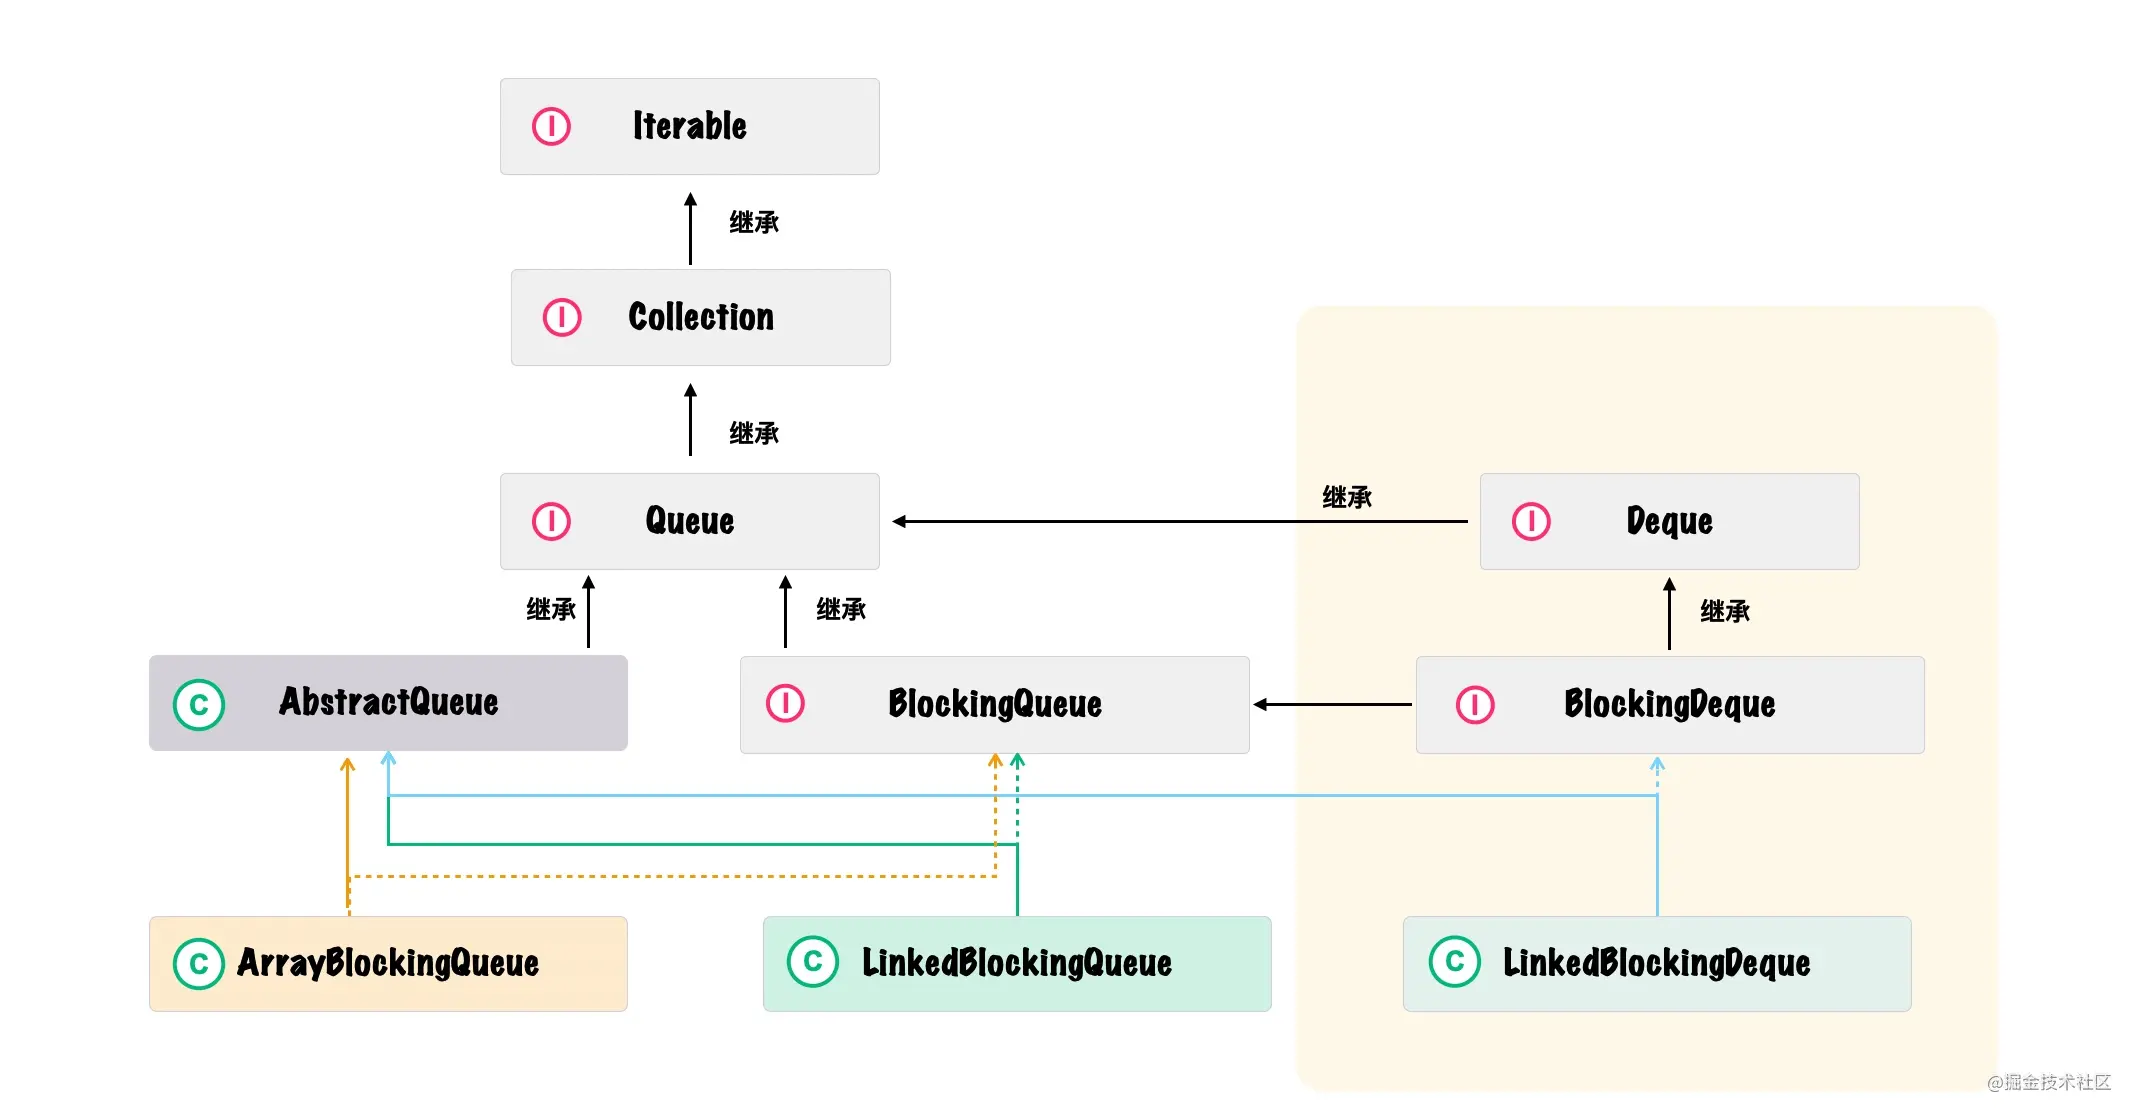 I Iterable
继承
I Collection
继承
I Queue
继承
I Deque
继承
继承
继承
C AbstractQueue
I BlockingQueue
I BlockingDeque
C ArrayBlockingQueue
C LinkedBlockingQueue
C LinkedBlockingDeque
@掘金技术社区